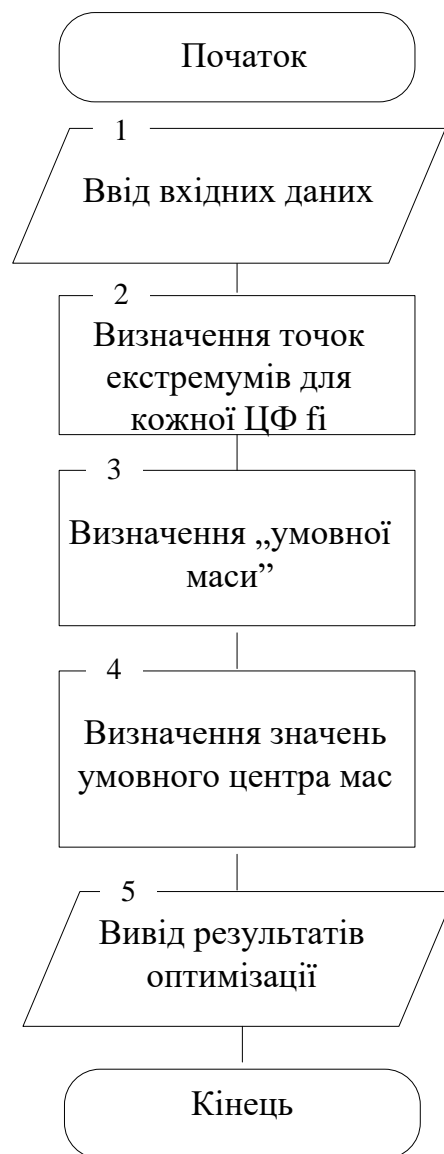 Початок
1
Ввід вхідних даних
2
Визначення точок
екстремумів для
кожної ЦФ fi
3
Визначення „умовної
маси”
4
Визначення значень
умовного центра мас
5
Вивід результатів
оптимізації
Кінець